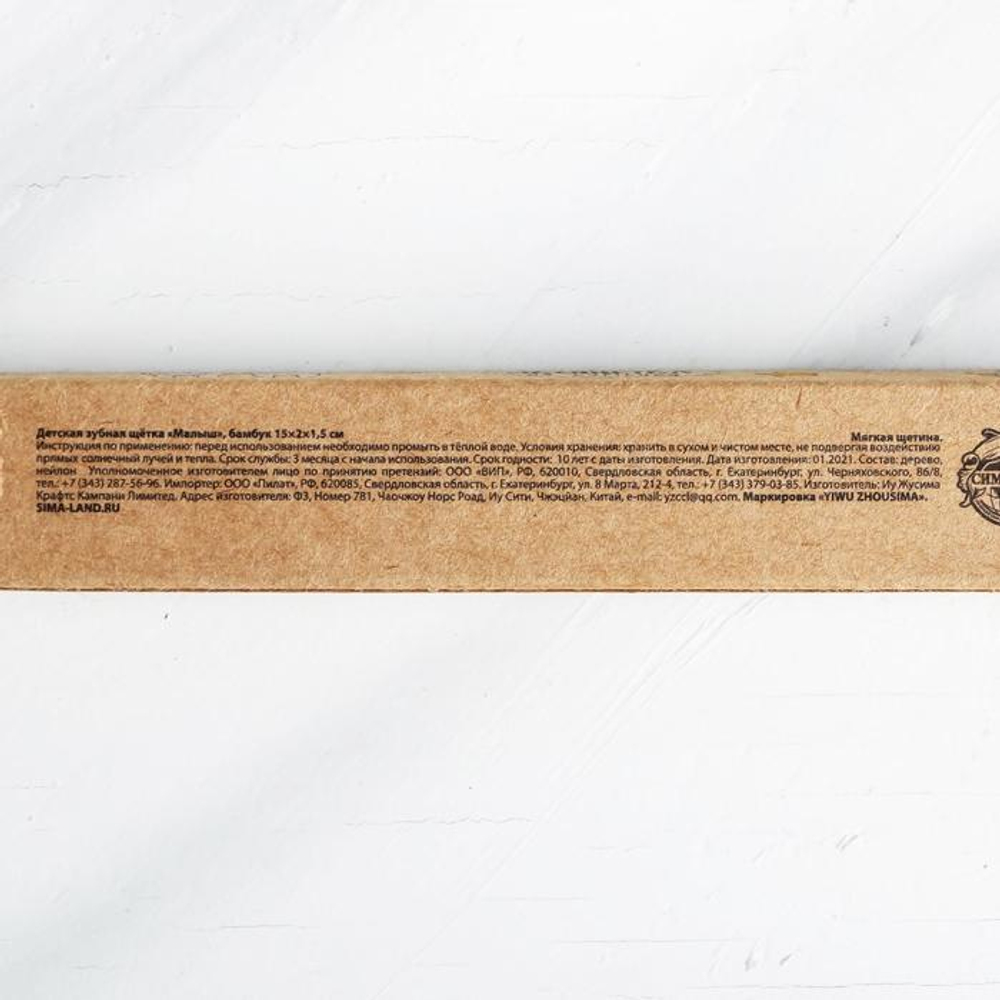 Детская зубная щётка «Малыш», бамбук 15×2×1,5 см Мягкая щетина.
Инструкция по применению: перед использованием необходимо промыть в тёплой воде. Условия хранения: хранить в сухом и чистом месте, не подвергая воздействию
прямых солнечный лучей и тепла. Срок службы: 3 месяца с начала использования. Срок годности: 10 лет с даты изготовления. Дата изготовления: 01.2021. Состав: дерево,
нейлон Уполномоченное изготовителем лицо по принятию претензий: ООО «ВИП», РФ, 620010, Свердловская область, г. Екатеринбург, ул. Черняховского, 86/8,
тел.: +7 (343) 287-56-96. Импортер: ООО «Пилат», РФ, 620085, Свердловская область, г. Екатеринбург, ул. 8 Марта, 212-4, тел.: +7 (343) 379-03-85. Изготовитель: Иу Жусима
Крафтс Кампани Лимитед. Адрес изготовителя: Ф3, Номер 781, Чаочжоу Норс Роад, Иу Сити, Чжэцйан, Китай, e-mail: yzccl@qq.com. Маркировка «YIWU ZHOUSIMA».
SIMA-LAND.RU
СИМ